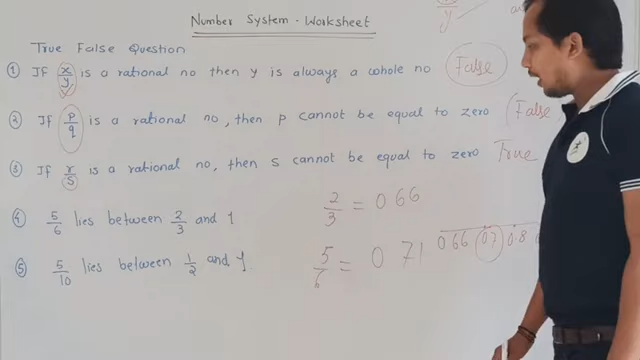 Number System - Worksheet
True False Question
① If x/y is a rational no then y is always a whole no False
② If p/q is a rational no, then p cannot be equal to zero False
③ If r/s is a rational no, then s cannot be equal to zero True
④ 5/6 lies between 2/3 and 1
⑤ 5/10 lies between 1/2 and 1
2/3 = 0 66
5/6 = 0 71
0.66 0.7 0.8
y